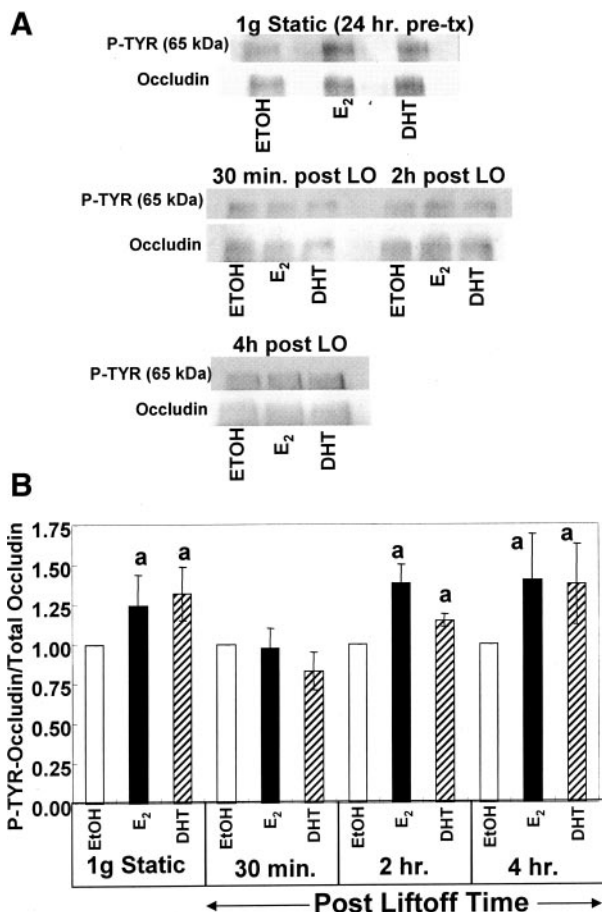 A
1g Static (24 hr. pre-tx)
P-TYR (65 kDa)
Occludin
ETOH E₂ DHT
30 min. post LO 2h post LO
P-TYR (65 kDa)
Occludin
ETOH E₂ DHT ETOH E₂ DHT
4h post LO
P-TYR (65 kDa)
Occludin
ETOH E₂ DHT
B
P-TYR-Occludin/Total Occludin
1.75
1.50
1.25
1.00
0.75
0.50
0.25
0.00
a a a a a a
EtOH E₂ DHT EtOH E₂ DHT EtOH E₂ DHT EtOH E₂ DHT
1g Static 30 min. 2 hr. 4 hr.
Post Liftoff Time